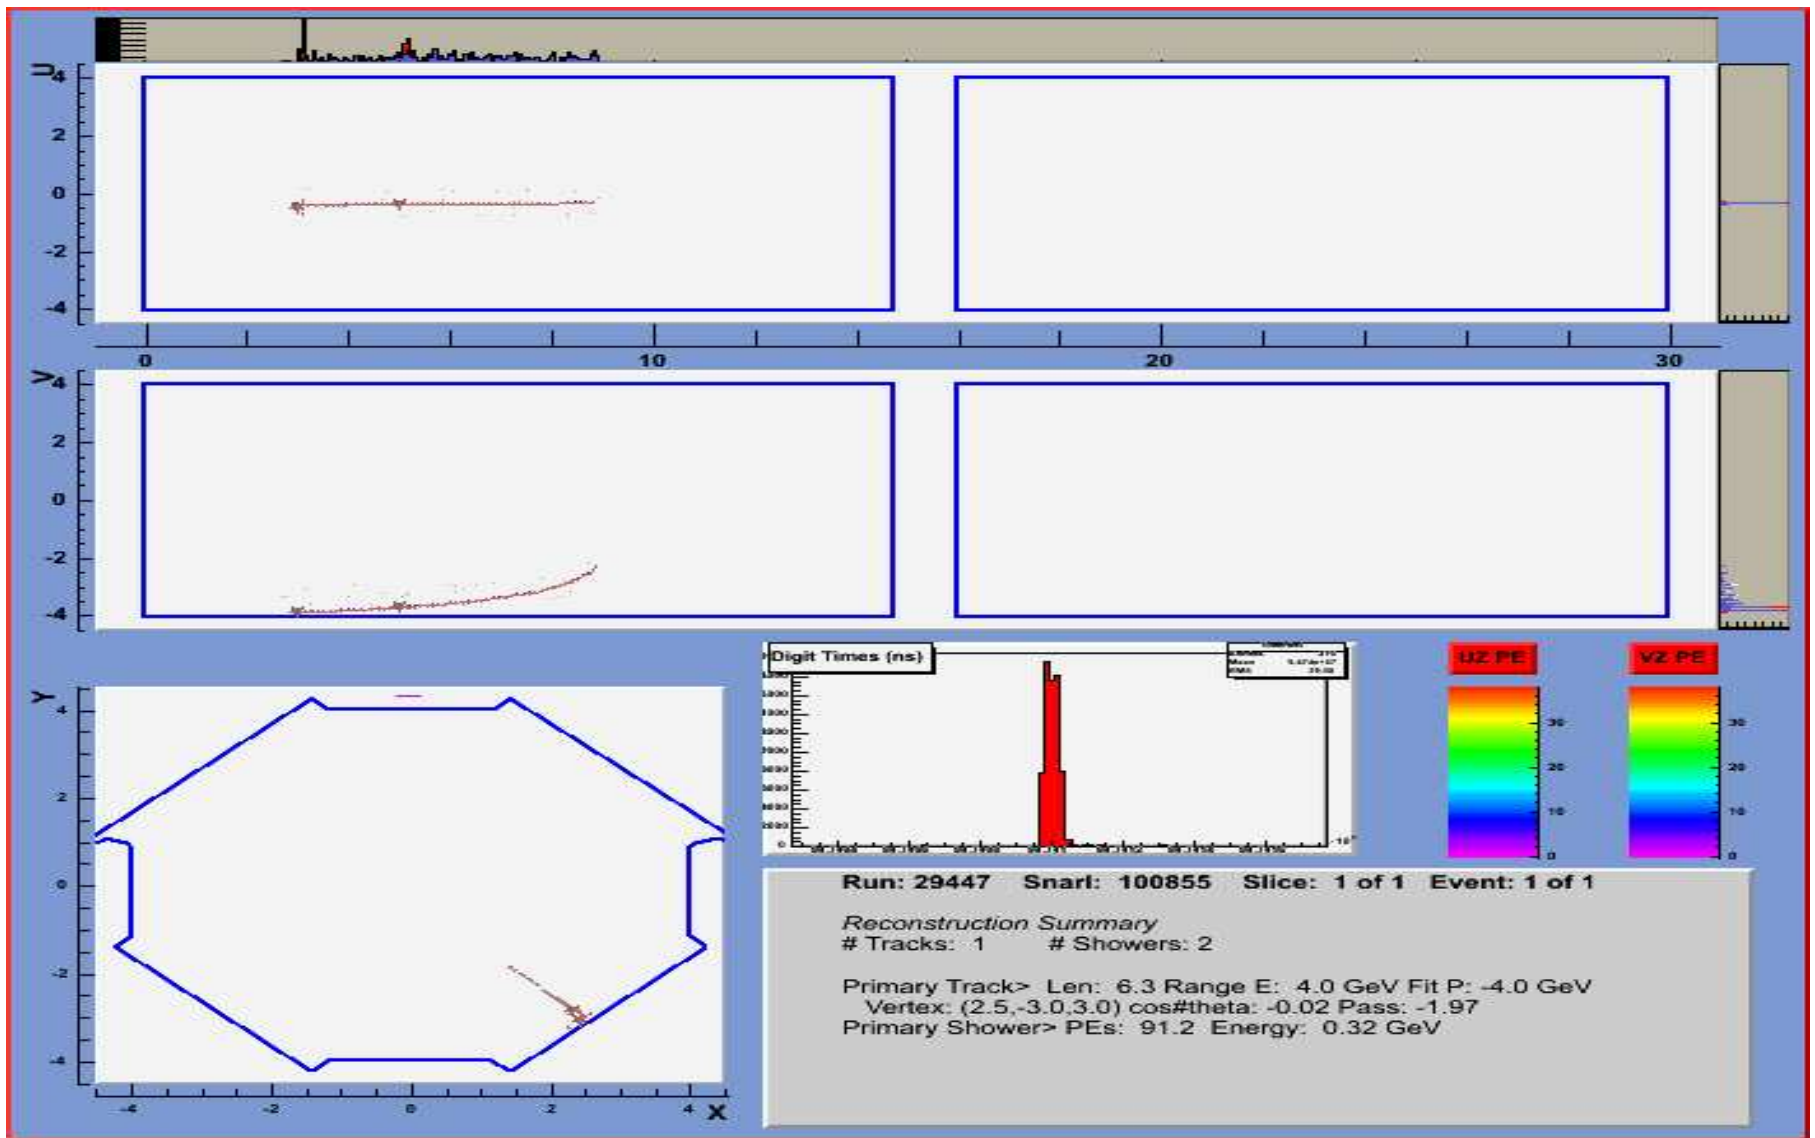 U
4
2
0
-2
-4
0 10 20 30
V
4
2
0
-2
-4
Digit Times (ns)
UZ PE
VZ PE
30
20
10
0
30
20
10
0
Y
4
2
0
-2
-4
-4 -2 0 2 4 X
Run: 29447 Snarl: 100855 Slice: 1 of 1 Event: 1 of 1
Reconstruction Summary
# Tracks: 1 # Showers: 2
Primary Track> Len: 6.3 Range E: 4.0 GeV Fit P: -4.0 GeV
Vertex: (2.5,-3.0,3.0) cos#theta: -0.02 Pass: -1.97
Primary Shower> PEs: 91.2 Energy: 0.32 GeV